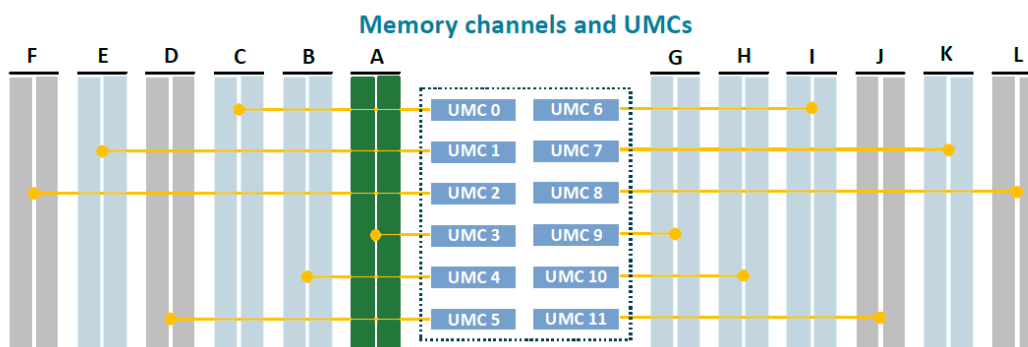 Memory channels and UMCs
F E D C B A G H I J K L
UMC 0 UMC 6
UMC 1 UMC 7
UMC 2 UMC 8
UMC 3 UMC 9
UMC 4 UMC 10
UMC 5 UMC 11